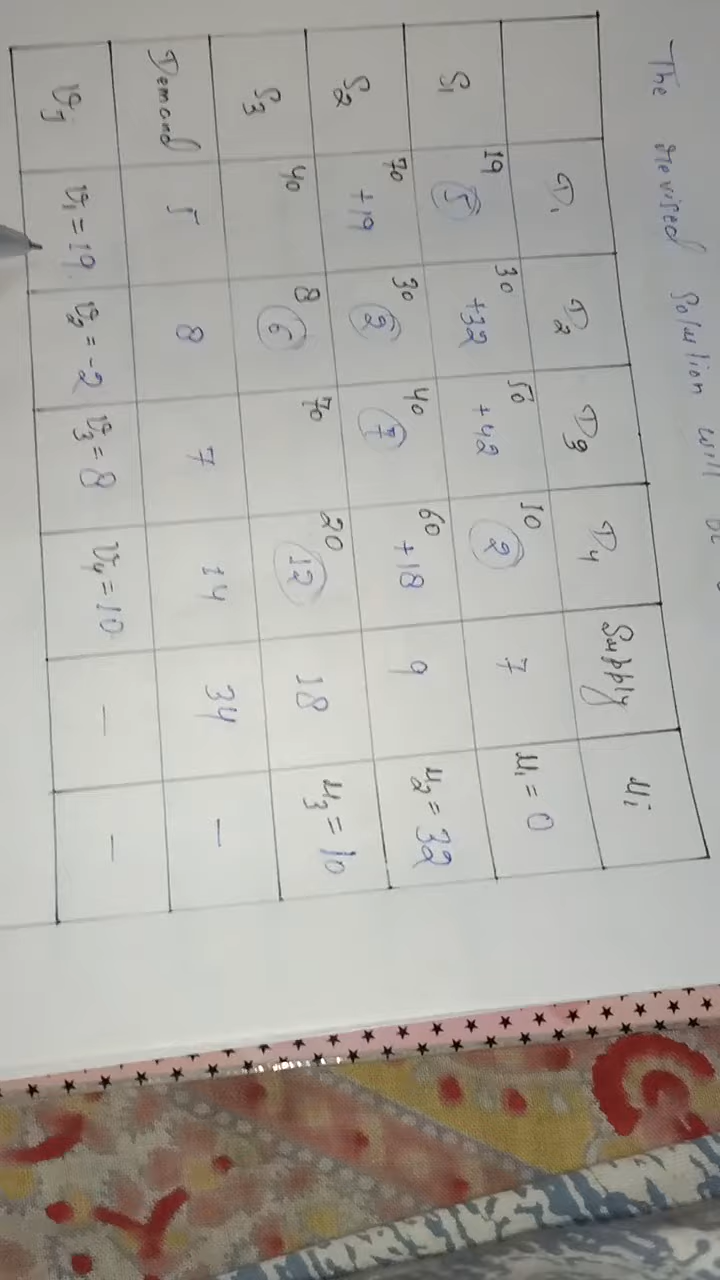 The revised Solution will be
D1 D2 D3 D4 Supply ui
S1 19 (5) 30 +32 50 +42 10 (2) 7 u1 = 0
S2 70 +19 30 (2) 40 (7) 60 +18 9 u2 = 32
S3 40 8 (6) 70 20 (12) 18 u3 = 10
Demand 5 8 7 14 34 —
vj v1 = 19 v2 = -2 v3 = 8 v4 = 10 — —